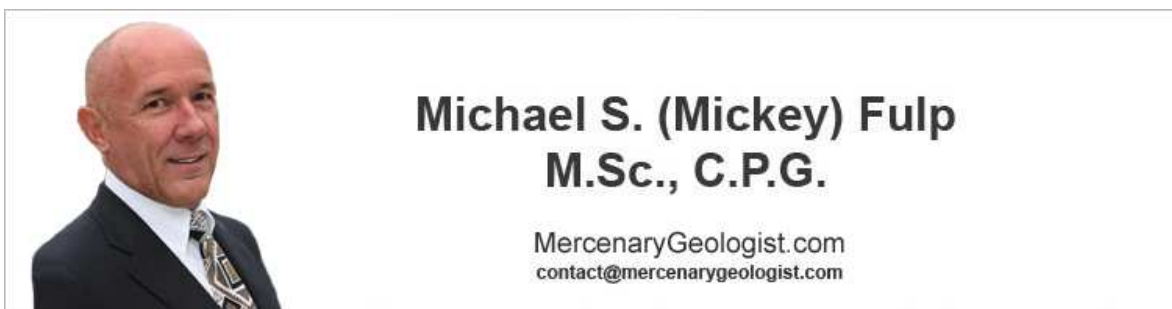 Michael S. (Mickey) Fulp
M.Sc., C.P.G.
MercenaryGeologist.com
contact@mercenarygeologist.com